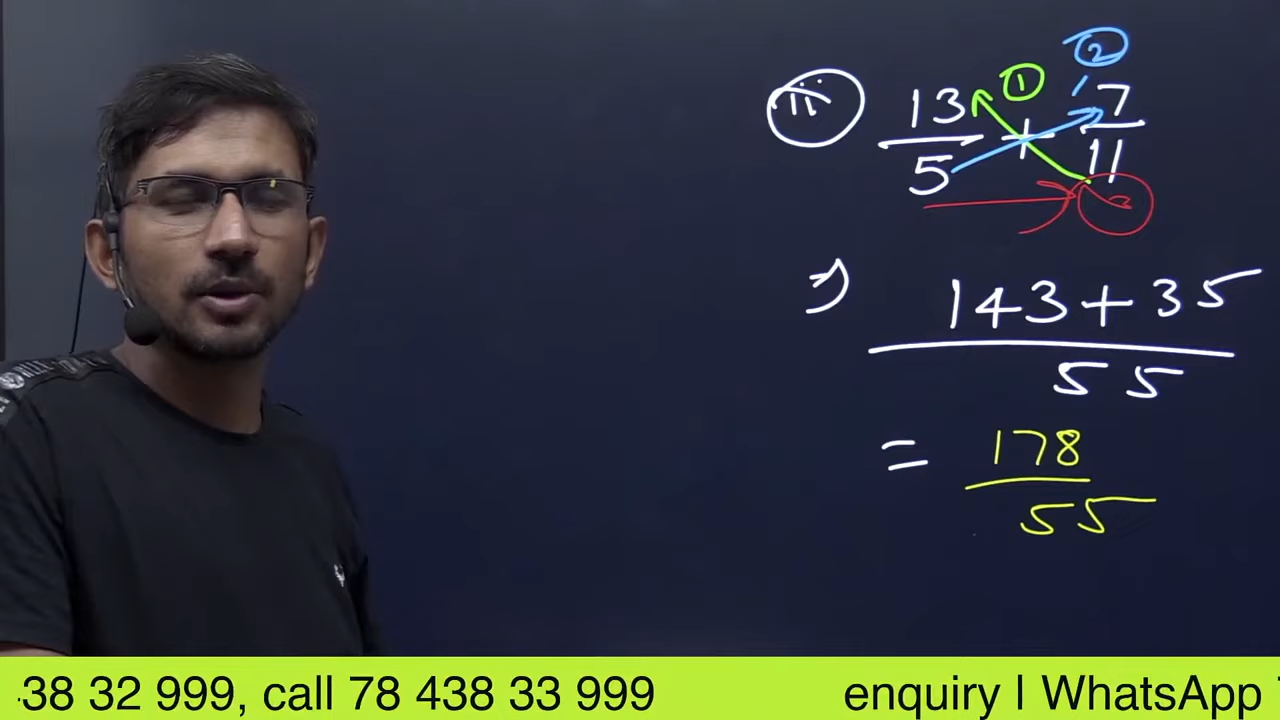 ii 13/5 + 7/11
① ② 
143+35
55
= 178/55
38 32 999, call 78 438 33 999 enquiry | WhatsApp